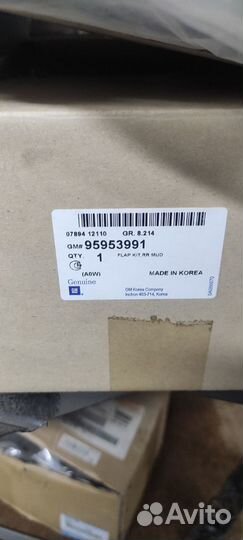 07894 12110 GR. 8.214
GM# 95953991
QTY. 1 FLAP KIT,RR MUD
(A0W) MADE IN KOREA
Genuine
GM
GM Korea Company
Incheon 403-714, Korea
Avito